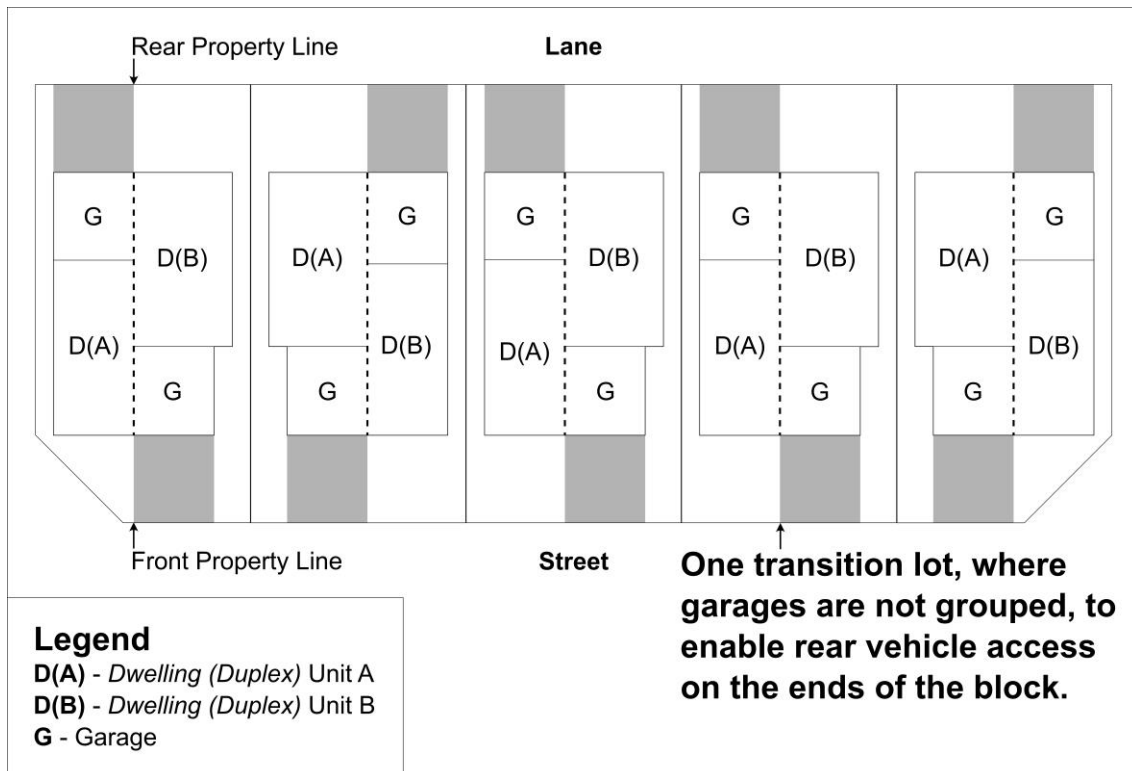 Rear Property Line
Lane
G
D(B)
D(A)
G
D(A)
G
D(B)
G
G
D(B)
D(A)
G
G
D(B)
D(A)
G
D(A)
G
D(B)
G
Front Property Line
Street
One transition lot, where
garages are not grouped, to
enable rear vehicle access
on the ends of the block.
Legend
D(A) - Dwelling (Duplex) Unit A
D(B) - Dwelling (Duplex) Unit B
G - Garage